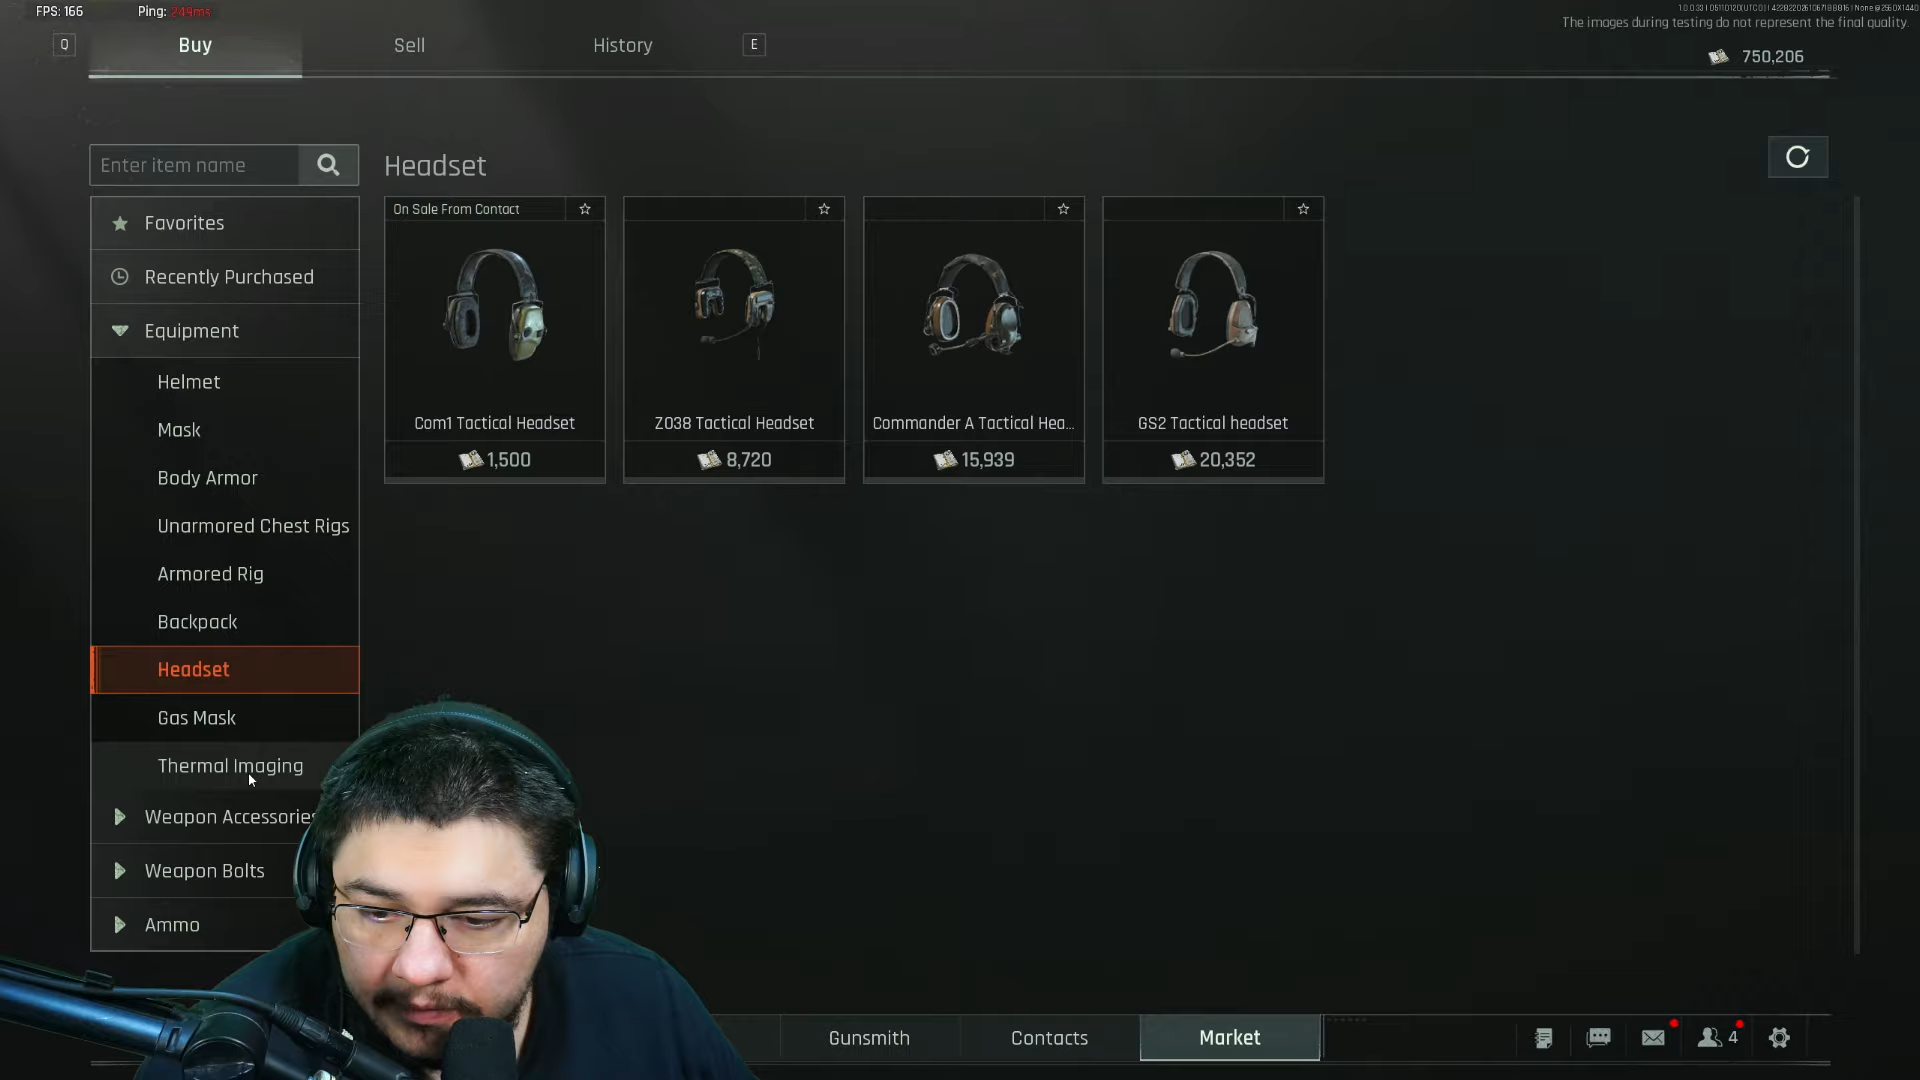 FPS: 166
Ping: 249ms
The images during testing do not represent the final quality.
Q
Buy
Sell
History
E
750,206
Enter item name
Headset
Favorites
Recently Purchased
Equipment
Helmet
Mask
Body Armor
Unarmored Chest Rigs
Armored Rig
Backpack
Headset
Gas Mask
Thermal Imaging
Weapon Accessories
Weapon Bolts
Ammo
On Sale From Contact
Com1 Tactical Headset
1,500
Z038 Tactical Headset
8,720
Commander A Tactical Hea...
15,939
GS2 Tactical headset
20,352
Gunsmith
Contacts
Market
4